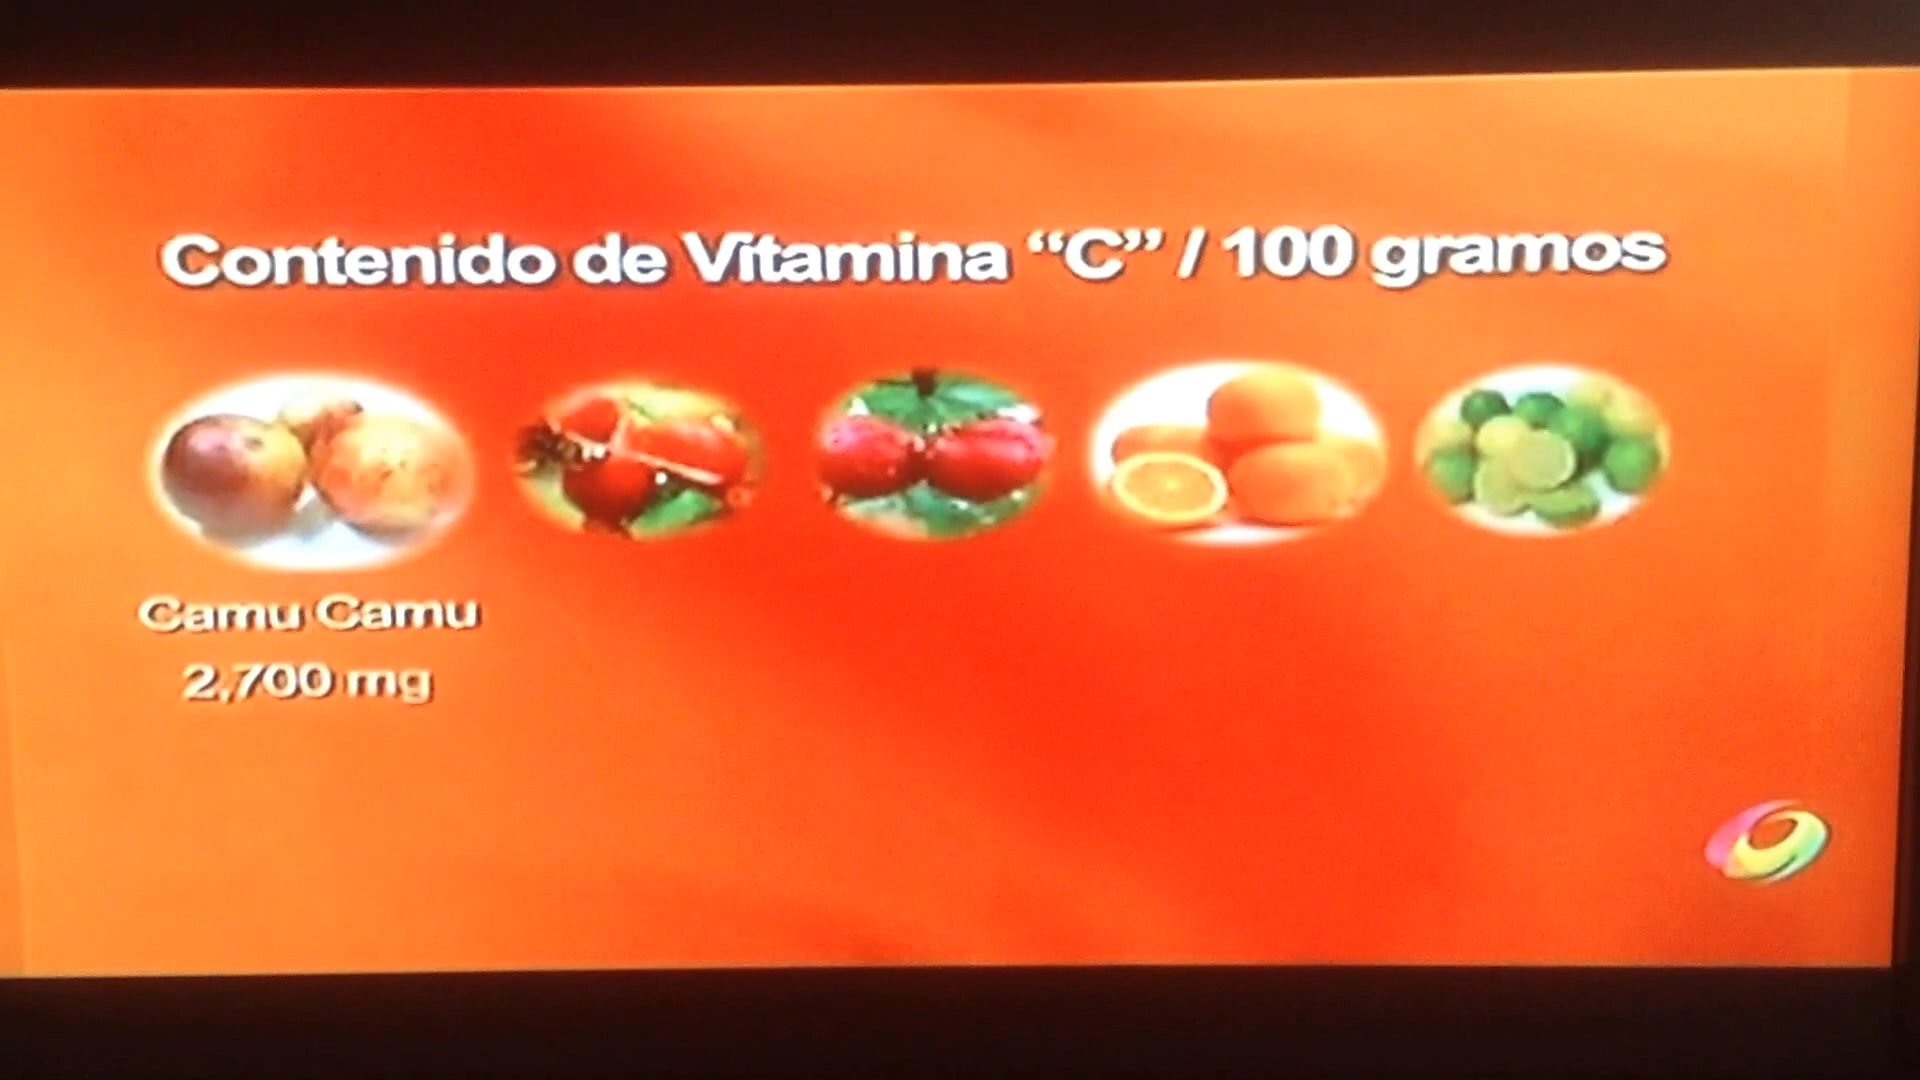 Contenido de Vitamina “C” / 100 gramos
Camu Camu
2,700 mg